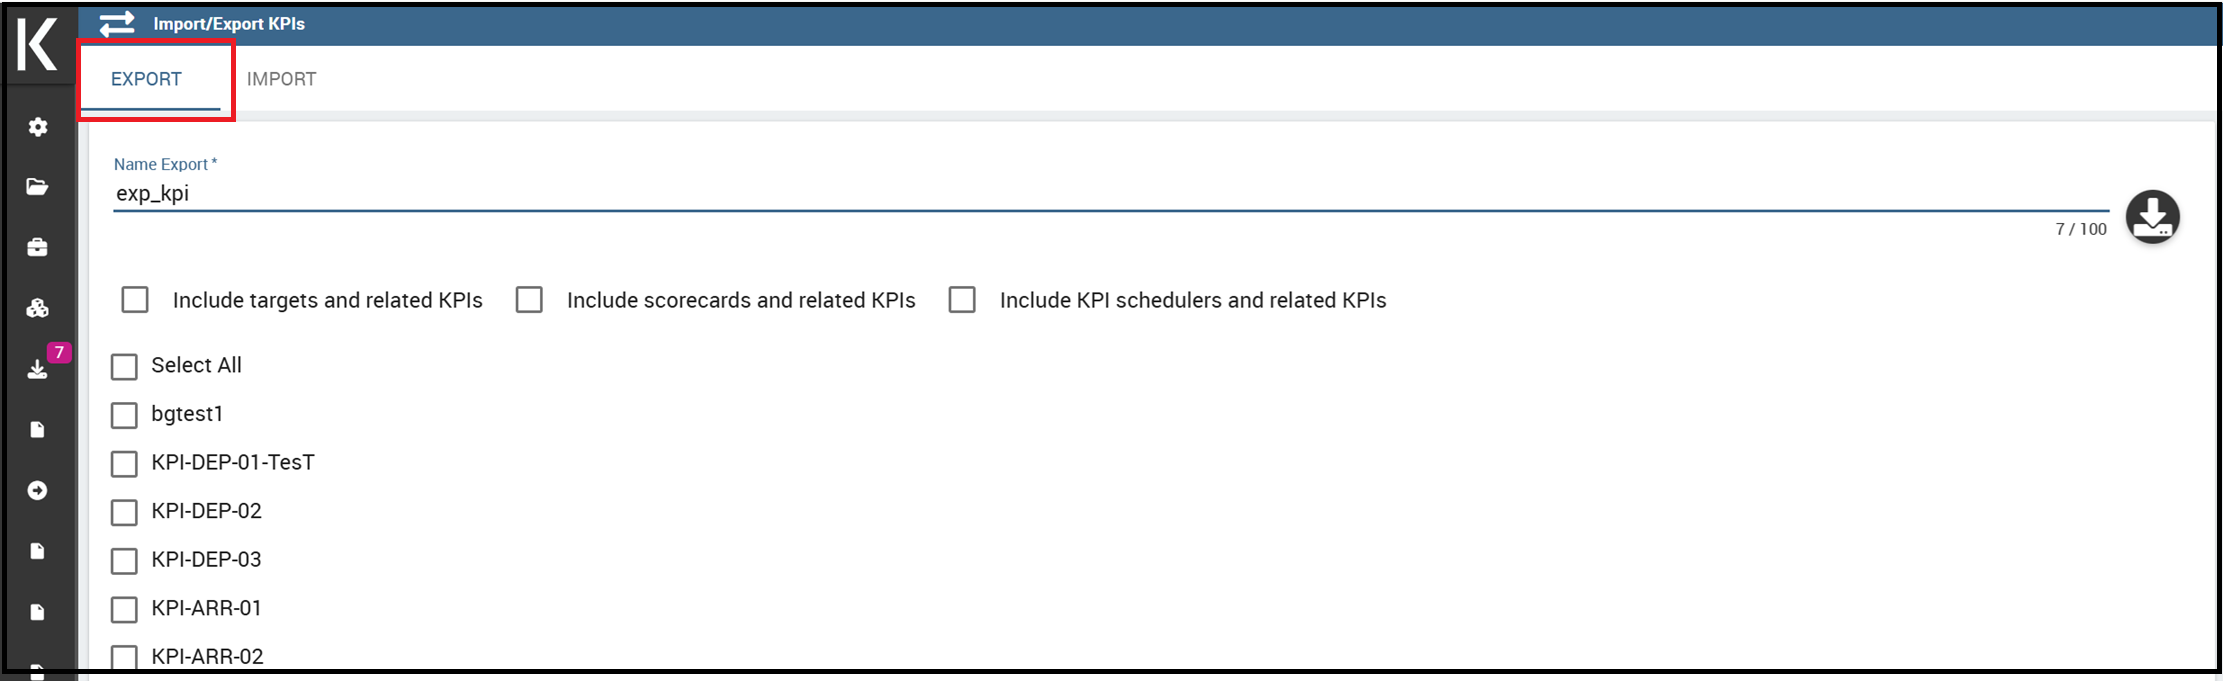 K
Import/Export KPIs
EXPORT IMPORT
Name Export *
exp_kpi
7 / 100
Include targets and related KPIs Include scorecards and related KPIs Include KPI schedulers and related KPIs
Select All
bgtest1
7
KPI-DEP-01-TesT
KPI-DEP-02
KPI-DEP-03
KPI-ARR-01
KPI-ARR-02